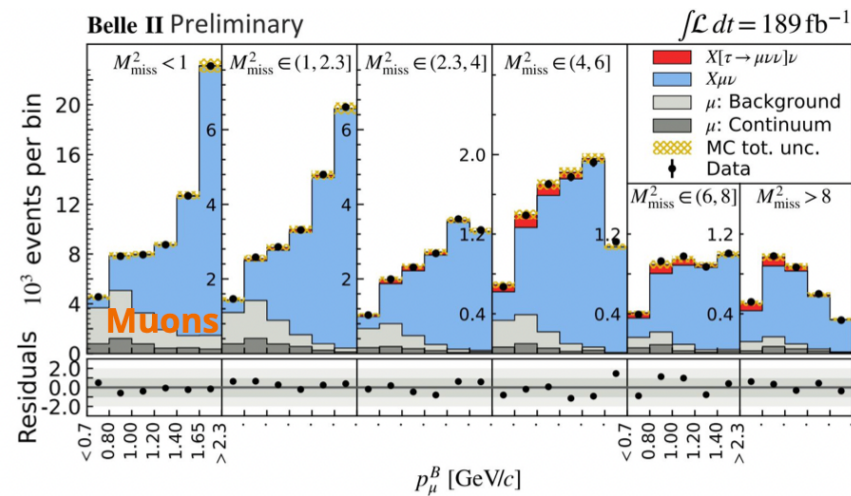 Belle II Preliminary
∫ℒ dt = 189 fb⁻¹
M²miss < 1
M²miss ∈ (1, 2.3]
M²miss ∈ (2.3, 4]
M²miss ∈ (4, 6]
X[τ→μνν]ν
Xμν
μ: Background
μ: Continuum
MC tot. unc.
Data
M²miss ∈ (6, 8]
M²miss > 8
10³ events per bin
20
16
12
8
4
0
6
4
2
6
4
2
2.0
1.2
0.4
1.2
0.4
1.2
0.4
Muons
Residuals
2.0
0.0
-2.0
< 0.7
0.80
1.00
1.20
1.40
1.65
> 2.3
< 0.7
0.80
1.00
1.20
1.40
> 2.3
pᴮμ [GeV/c]